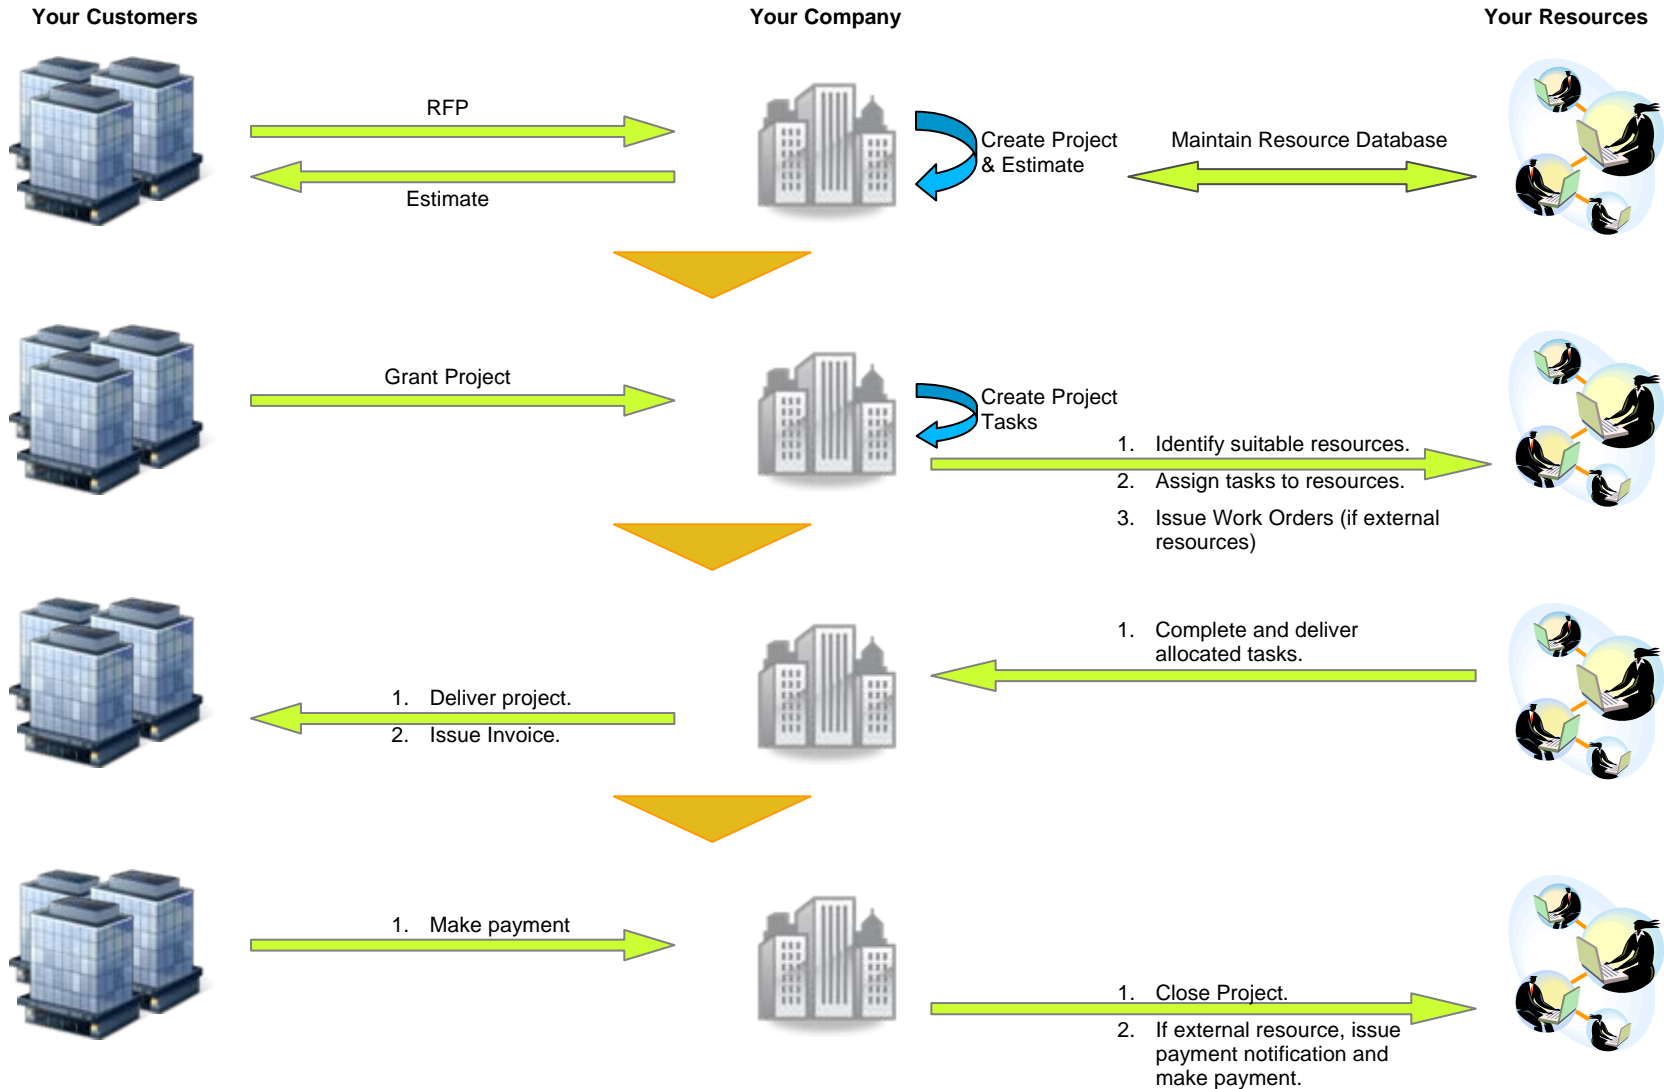 Your Customers
Your Company
Your Resources
RFP
Estimate
Create Project
& Estimate
Maintain Resource Database
Grant Project
Create Project
Tasks
1. Identify suitable resources.
2. Assign tasks to resources.
3. Issue Work Orders (if external
resources)
1. Complete and deliver
allocated tasks.
1. Deliver project.
2. Issue Invoice.
1. Make payment
1. Close Project.
2. If external resource, issue
payment notification and
make payment.